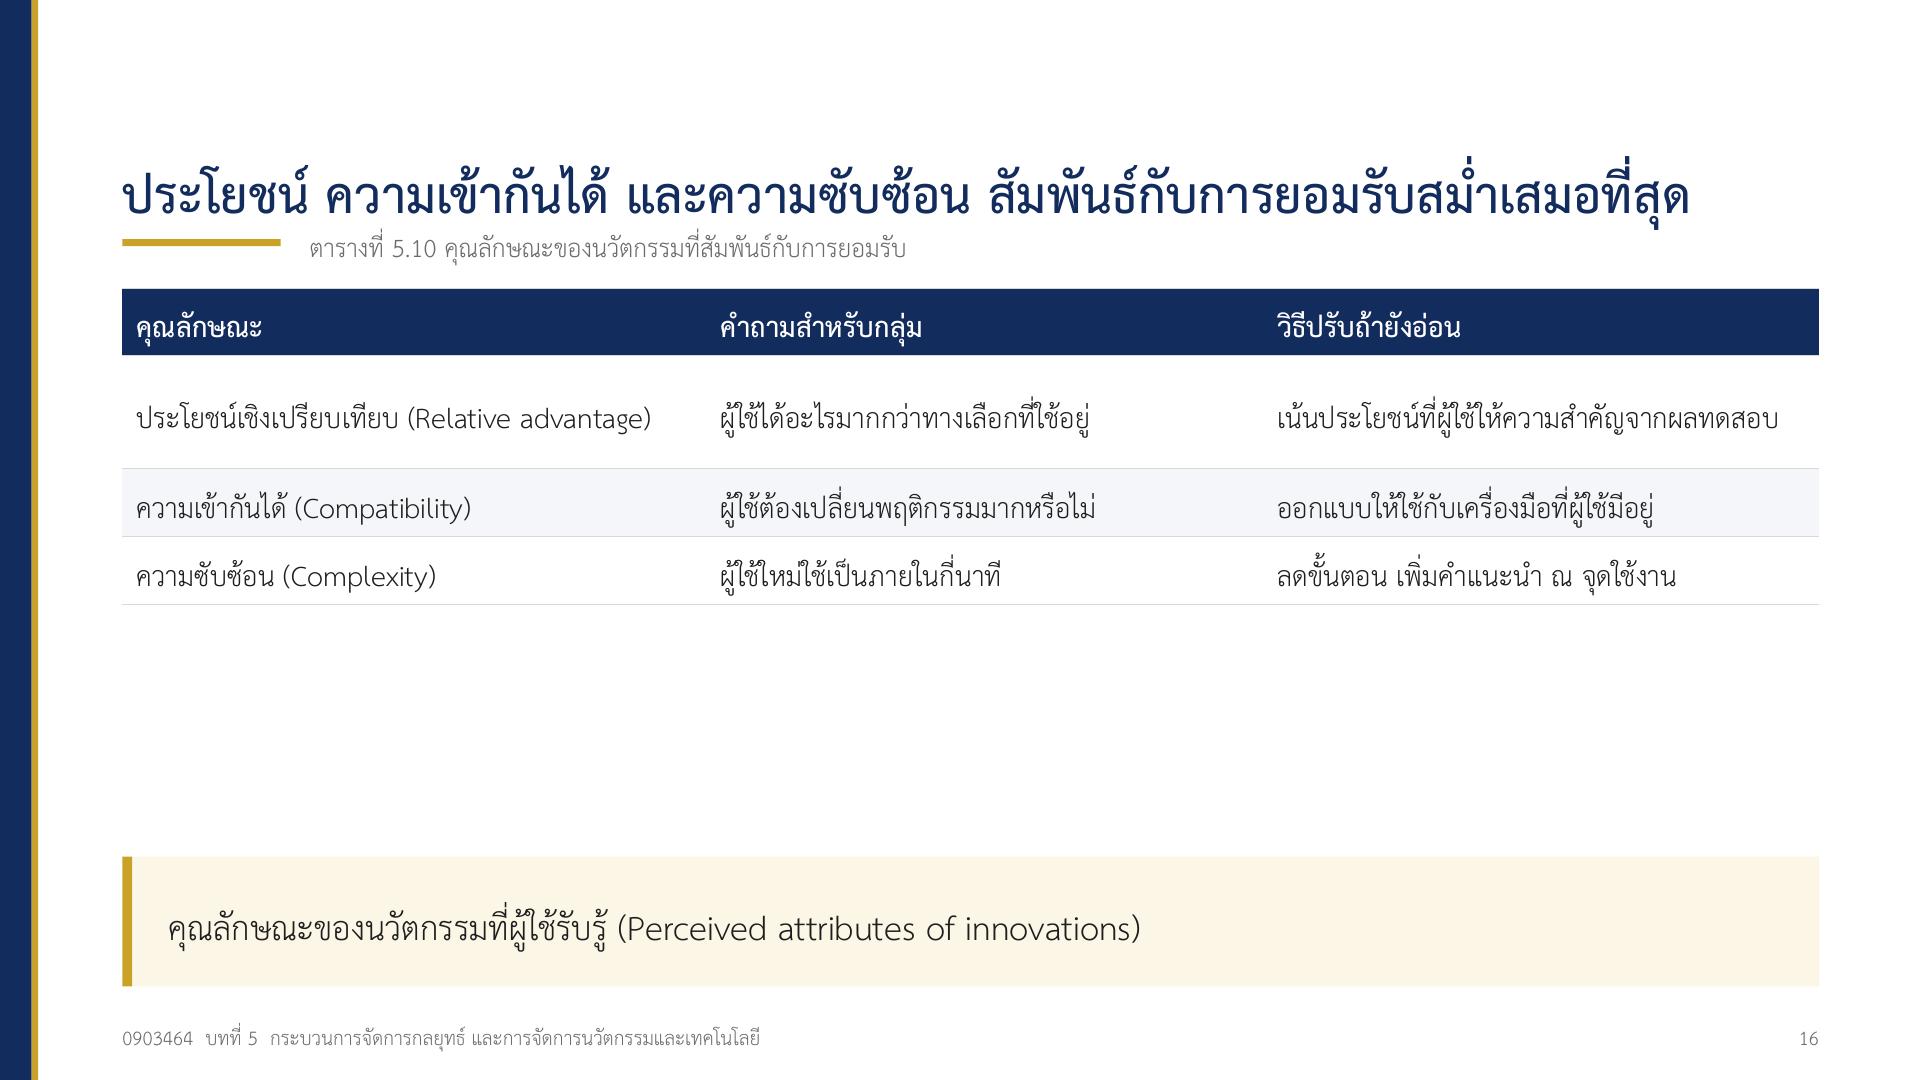 ประโยชน์ ความเข้ากันได้ และความซับซ้อน สัมพันธ์กับการยอมรับสม่ำเสมอที่สุด
ตารางที่ 5.10 คุณลักษณะของนวัตกรรมที่สัมพันธ์กับการยอมรับ
คุณลักษณะ คำถามสำหรับกลุ่ม วิธีปรับถ้ายังอ่อน
ประโยชน์เชิงเปรียบเทียบ (Relative advantage) ผู้ใช้ได้อะไรมากกว่าทางเลือกที่ใช้อยู่ เน้นประโยชน์ที่ผู้ใช้ให้ความสำคัญจากผลทดสอบ
ความเข้ากันได้ (Compatibility) ผู้ใช้ต้องเปลี่ยนพฤติกรรมมากหรือไม่ ออกแบบให้ใช้กับเครื่องมือที่ผู้ใช้มีอยู่
ความซับซ้อน (Complexity) ผู้ใช้ใหม่ใช้เป็นภายในกี่นาที ลดขั้นตอน เพิ่มคำแนะนำ ณ จุดใช้งาน
คุณลักษณะของนวัตกรรมที่ผู้ใช้รับรู้ (Perceived attributes of innovations)
0903464 บทที่ 5 กระบวนการจัดการกลยุทธ์ และการจัดการนวัตกรรมและเทคโนโลยี 16